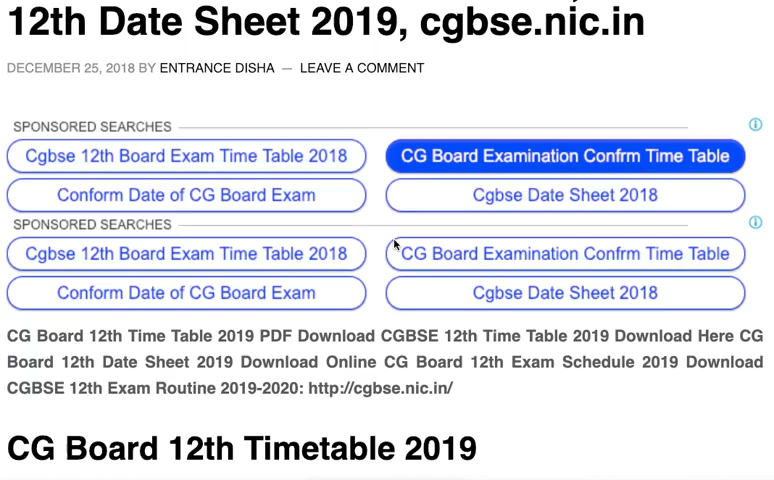 12th Date Sheet 2019, cgbse.nic.in
DECEMBER 25, 2018 BY ENTRANCE DISHA — LEAVE A COMMENT
SPONSORED SEARCHES
Cgbse 12th Board Exam Time Table 2018
CG Board Examination Confrm Time Table
Conform Date of CG Board Exam
Cgbse Date Sheet 2018
SPONSORED SEARCHES
Cgbse 12th Board Exam Time Table 2018
CG Board Examination Confrm Time Table
Conform Date of CG Board Exam
Cgbse Date Sheet 2018
CG Board 12th Time Table 2019 PDF Download CGBSE 12th Time Table 2019 Download Here CG
Board 12th Date Sheet 2019 Download Online CG Board 12th Exam Schedule 2019 Download
CGBSE 12th Exam Routine 2019-2020: http://cgbse.nic.in/
CG Board 12th Timetable 2019